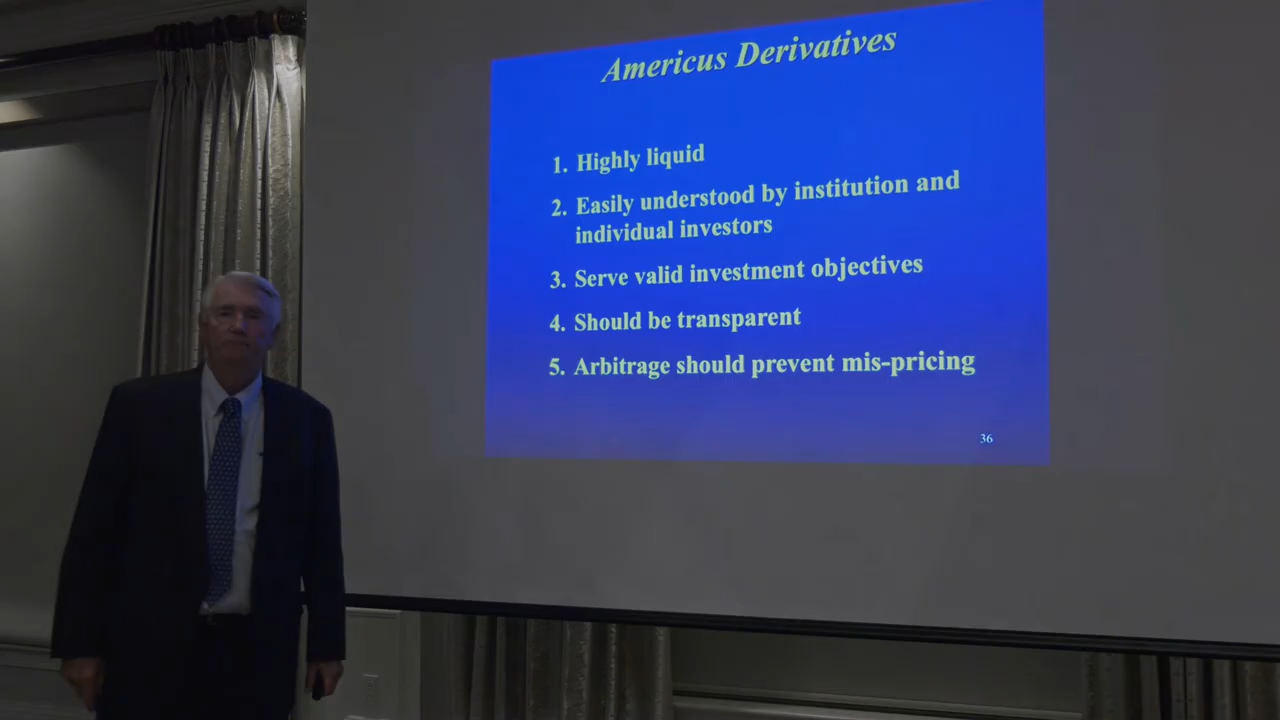 Americus Derivatives
1. Highly liquid
2. Easily understood by institution and
individual investors
3. Serve valid investment objectives
4. Should be transparent
5. Arbitrage should prevent mis-pricing
36